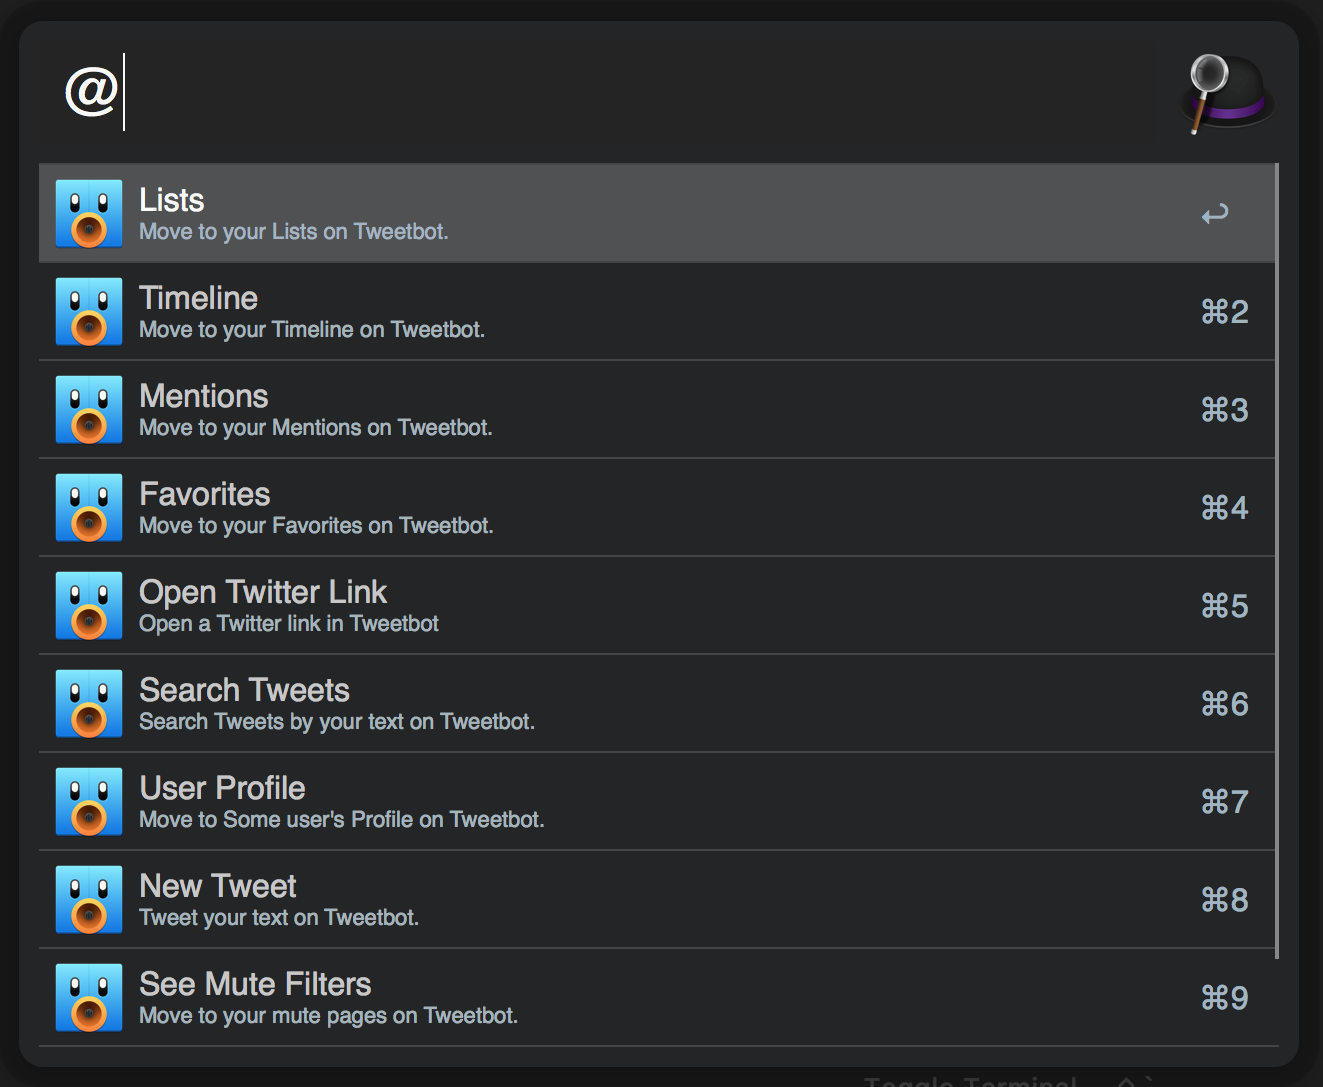 @
Lists
Move to your Lists on Tweetbot.
↩
Timeline
Move to your Timeline on Tweetbot.
⌘2
Mentions
Move to your Mentions on Tweetbot.
⌘3
Favorites
Move to your Favorites on Tweetbot.
⌘4
Open Twitter Link
Open a Twitter link in Tweetbot
⌘5
Search Tweets
Search Tweets by your text on Tweetbot.
⌘6
User Profile
Move to Some user's Profile on Tweetbot.
⌘7
New Tweet
Tweet your text on Tweetbot.
⌘8
See Mute Filters
Move to your mute pages on Tweetbot.
⌘9
Toggle Terminal